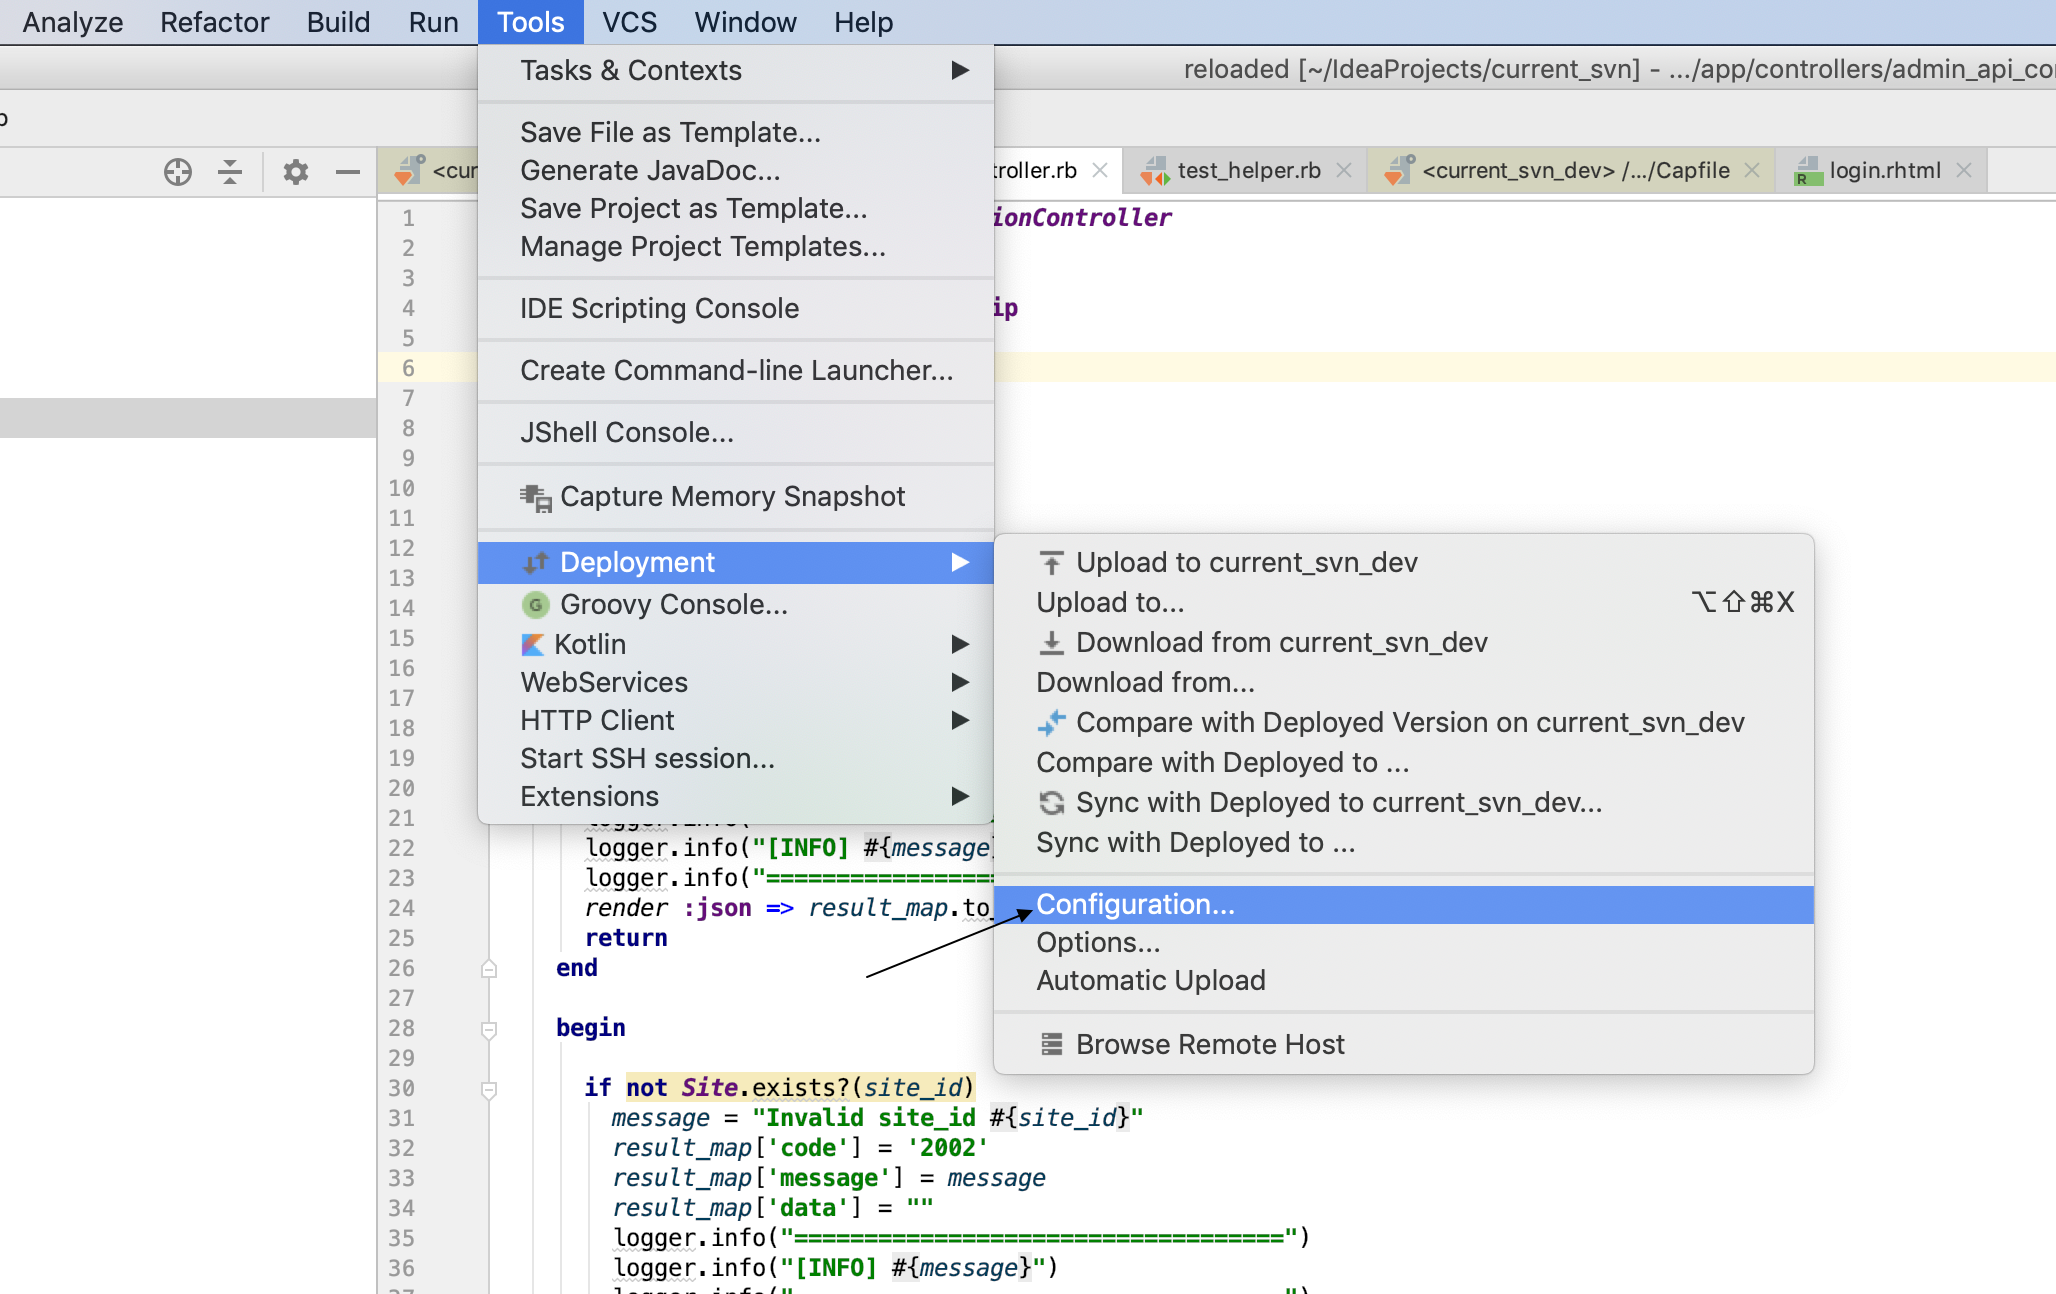 Analyze Refactor Build Run Tools VCS Window Help
reloaded [~/IdeaProjects/current_svn] - .../app/controllers/admin_api_co
Tasks & Contexts
Save File as Template...
Generate JavaDoc...
Save Project as Template...
Manage Project Templates...
IDE Scripting Console
Create Command-line Launcher...
JShell Console...
Capture Memory Snapshot
Deployment
Groovy Console...
Kotlin
WebServices
HTTP Client
Start SSH session...
Extensions
Upload to current_svn_dev
Upload to... ⌥⇧⌘X
Download from current_svn_dev
Download from...
Compare with Deployed Version on current_svn_dev
Compare with Deployed to ...
Sync with Deployed to current_svn_dev...
Sync with Deployed to ...
Configuration...
Options...
Automatic Upload
Browse Remote Host
<cur troller.rb test_helper.rb <current_svn_dev> /.../Capfile login.rhtml
1 ionController
2
3
4 ip
5
6
7
8
9
10
11
12
13
14
15
16
17
18
19
20
21 logger.info(
22 logger.info("[INFO] #{message}
23 logger.info("=================
24 render :json => result_map.to_
25 return
26 end
27
28 begin
29
30 if not Site.exists?(site_id)
31 message = "Invalid site_id #{site_id}"
32 result_map['code'] = '2002'
33 result_map['message'] = message
34 result_map['data'] = ""
35 logger.info("===================================")
36 logger.info("[INFO] #{message}")
37 logger.info("